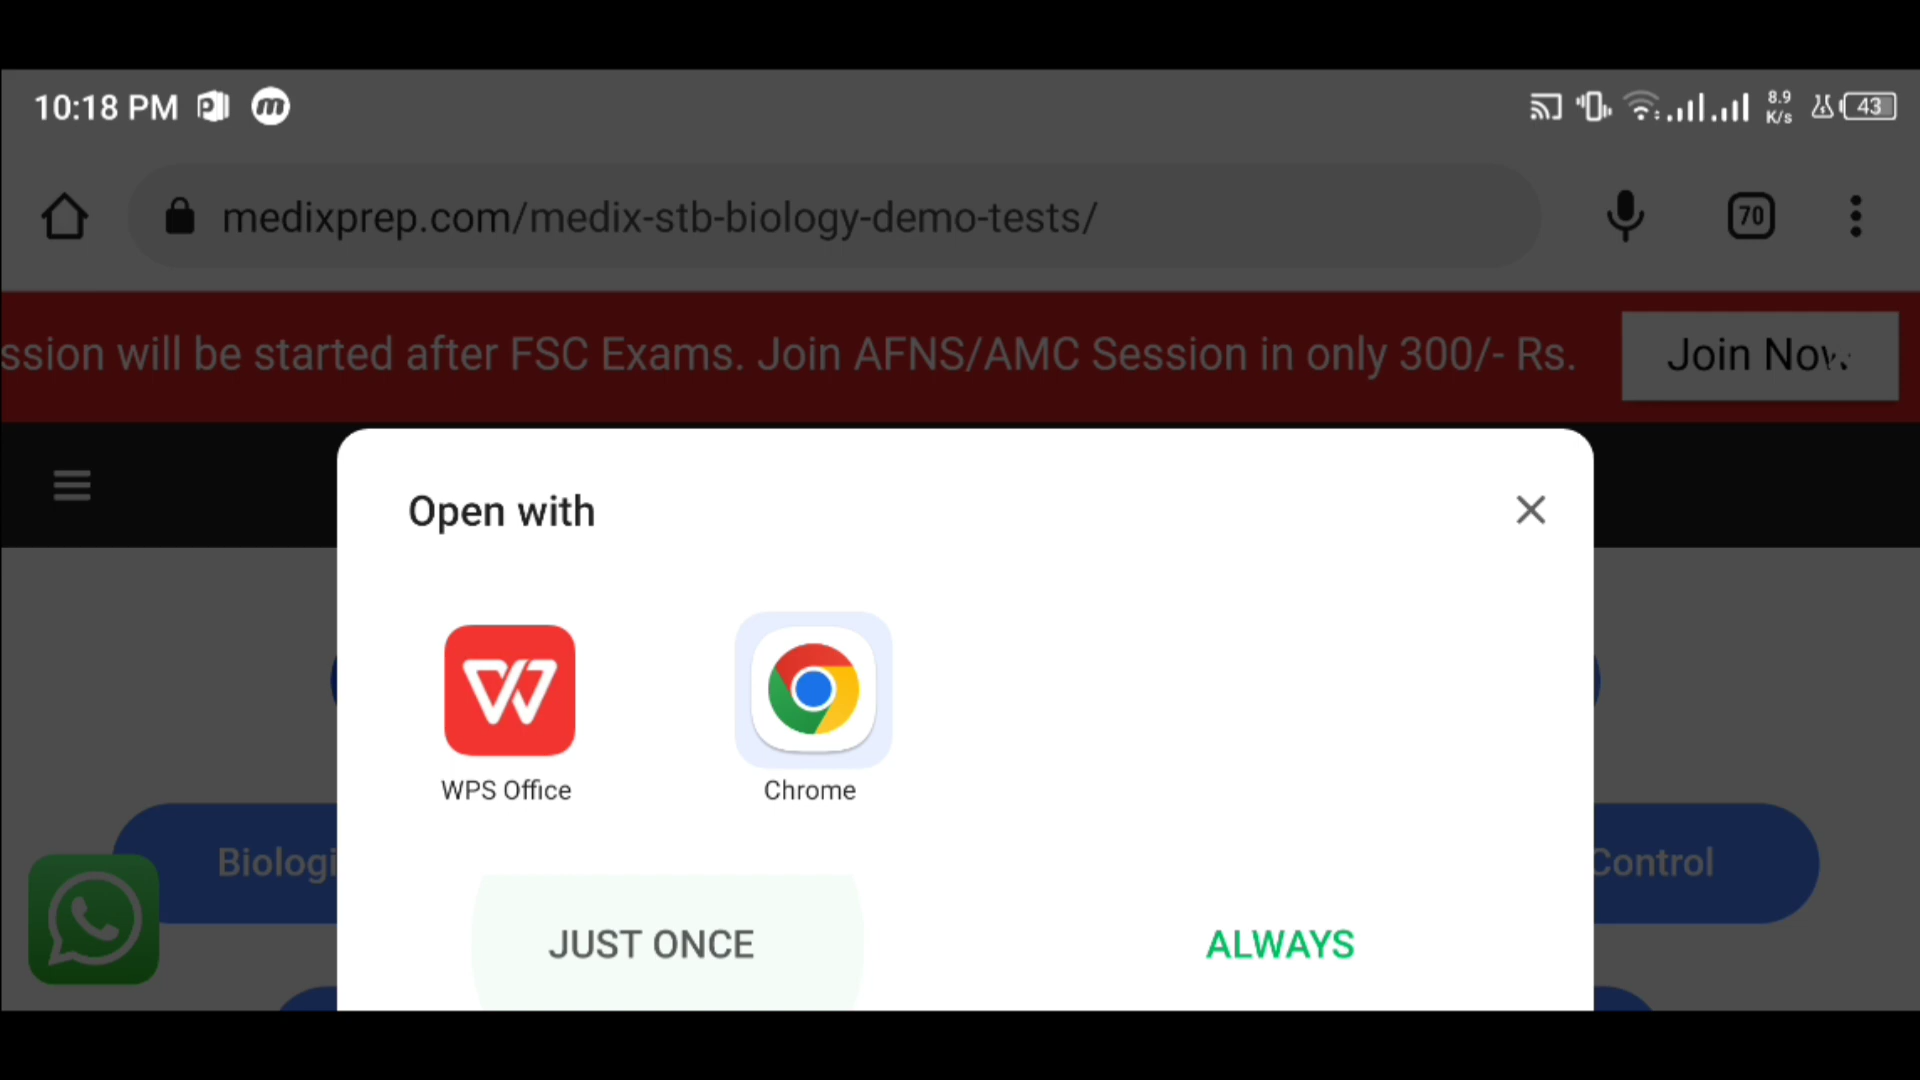 10:18 PM
8.9
K/s
43
medixprep.com/medix-stb-biology-demo-tests/
70
ssion will be started after FSC Exams. Join AFNS/AMC Session in only 300/- Rs.
Join Now
Open with
WPS Office
Chrome
Biologi
Control
JUST ONCE
ALWAYS